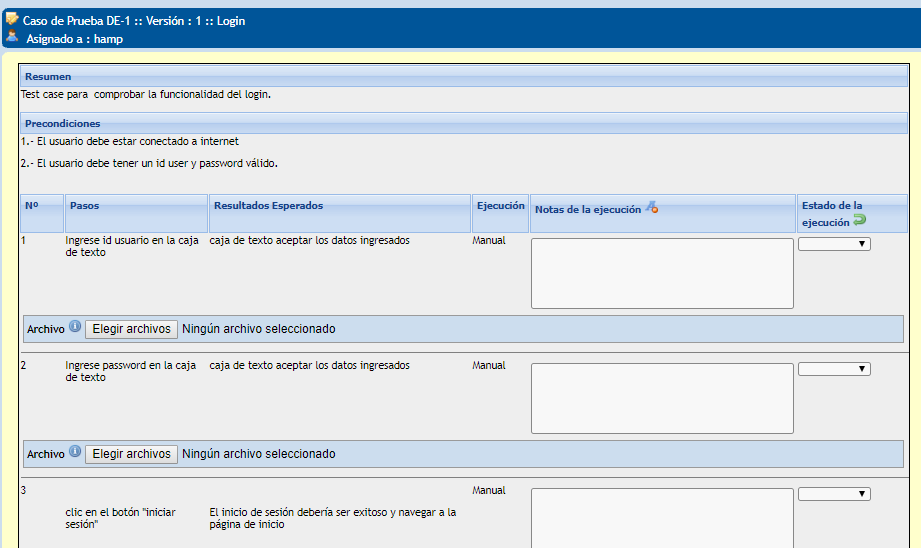 Caso de Prueba DE-1 :: Versión : 1 :: Login
Asignado a : hamp
Resumen
Test case para comprobar la funcionalidad del login.
Precondiciones
1.- El usuario debe estar conectado a internet
2.- El usuario debe tener un id user y password válido.
Nº Pasos Resultados Esperados Ejecución Notas de la ejecución Estado de la
ejecución
1 Ingrese id usuario en la caja caja de texto aceptar los datos ingresados Manual
de texto
Archivo Elegir archivos Ningún archivo seleccionado
2 Ingrese password en la caja caja de texto aceptar los datos ingresados Manual
de texto
Archivo Elegir archivos Ningún archivo seleccionado
3 Manual
clic en el botón "iniciar El inicio de sesión debería ser exitoso y navegar a la
sesión" página de inicio